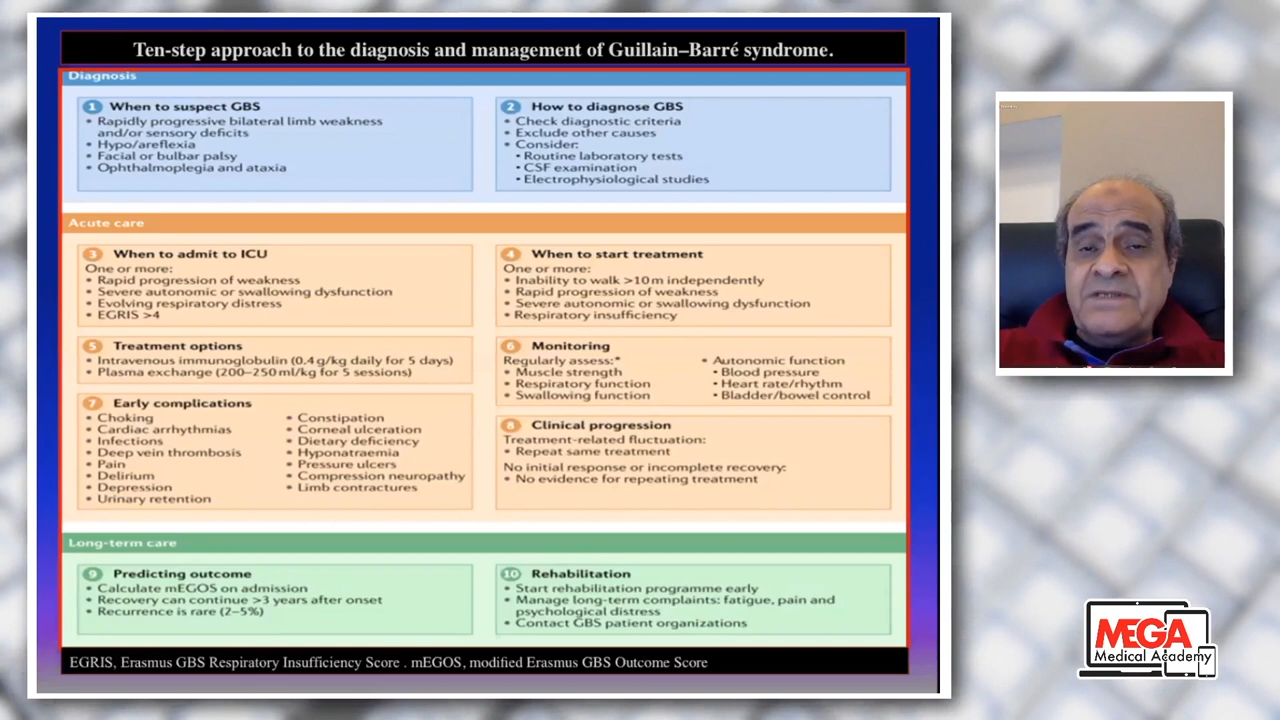 Ten-step approach to the diagnosis and management of Guillain–Barré syndrome.
Diagnosis
1 When to suspect GBS
• Rapidly progressive bilateral limb weakness
and/or sensory deficits
• Hypo/areflexia
• Facial or bulbar palsy
• Ophthalmoplegia and ataxia
2 How to diagnose GBS
• Check diagnostic criteria
• Exclude other causes
• Consider:
• Routine laboratory tests
• CSF examination
• Electrophysiological studies
Acute care
3 When to admit to ICU
One or more:
• Rapid progression of weakness
• Severe autonomic or swallowing dysfunction
• Evolving respiratory distress
• EGRIS >4
4 When to start treatment
One or more:
• Inability to walk >10 m independently
• Rapid progression of weakness
• Severe autonomic or swallowing dysfunction
• Respiratory insufficiency
5 Treatment options
• Intravenous immunoglobulin (0.4 g/kg daily for 5 days)
• Plasma exchange (200–250 ml/kg for 5 sessions)
6 Monitoring
Regularly assess:*
• Muscle strength
• Respiratory function
• Swallowing function
• Autonomic function
• Blood pressure
• Heart rate/rhythm
• Bladder/bowel control
7 Early complications
• Choking
• Cardiac arrhythmias
• Infections
• Deep vein thrombosis
• Pain
• Delirium
• Depression
• Urinary retention
• Constipation
• Corneal ulceration
• Dietary deficiency
• Hyponatraemia
• Pressure ulcers
• Compression neuropathy
• Limb contractures
8 Clinical progression
Treatment-related fluctuation:
• Repeat same treatment
No initial response or incomplete recovery:
• No evidence for repeating treatment
Long-term care
9 Predicting outcome
• Calculate mEGOS on admission
• Recovery can continue >3 years after onset
• Recurrence is rare (2–5%)
10 Rehabilitation
• Start rehabilitation programme early
• Manage long-term complaints: fatigue, pain and
psychological distress
• Contact GBS patient organizations
EGRIS, Erasmus GBS Respiratory Insufficiency Score . mEGOS, modified Erasmus GBS Outcome Score
MEGA
Medical Academy